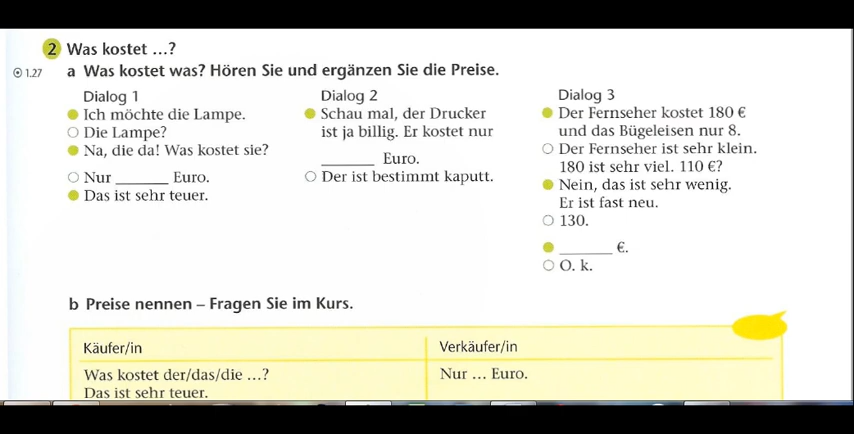 2 Was kostet ...?
1.27 a Was kostet was? Hören Sie und ergänzen Sie die Preise.
Dialog 1
Ich möchte die Lampe.
Die Lampe?
Na, die da! Was kostet sie?
Nur ______ Euro.
Das ist sehr teuer.
Dialog 2
Schau mal, der Drucker
ist ja billig. Er kostet nur
______ Euro.
Der ist bestimmt kaputt.
Dialog 3
Der Fernseher kostet 180 €
und das Bügeleisen nur 8.
Der Fernseher ist sehr klein.
180 ist sehr viel. 110 €?
Nein, das ist sehr wenig.
Er ist fast neu.
130.
______ €.
O. k.
b Preise nennen – Fragen Sie im Kurs.
Käufer/in
Verkäufer/in
Was kostet der/das/die ...?
Nur ... Euro.
Das ist sehr teuer.